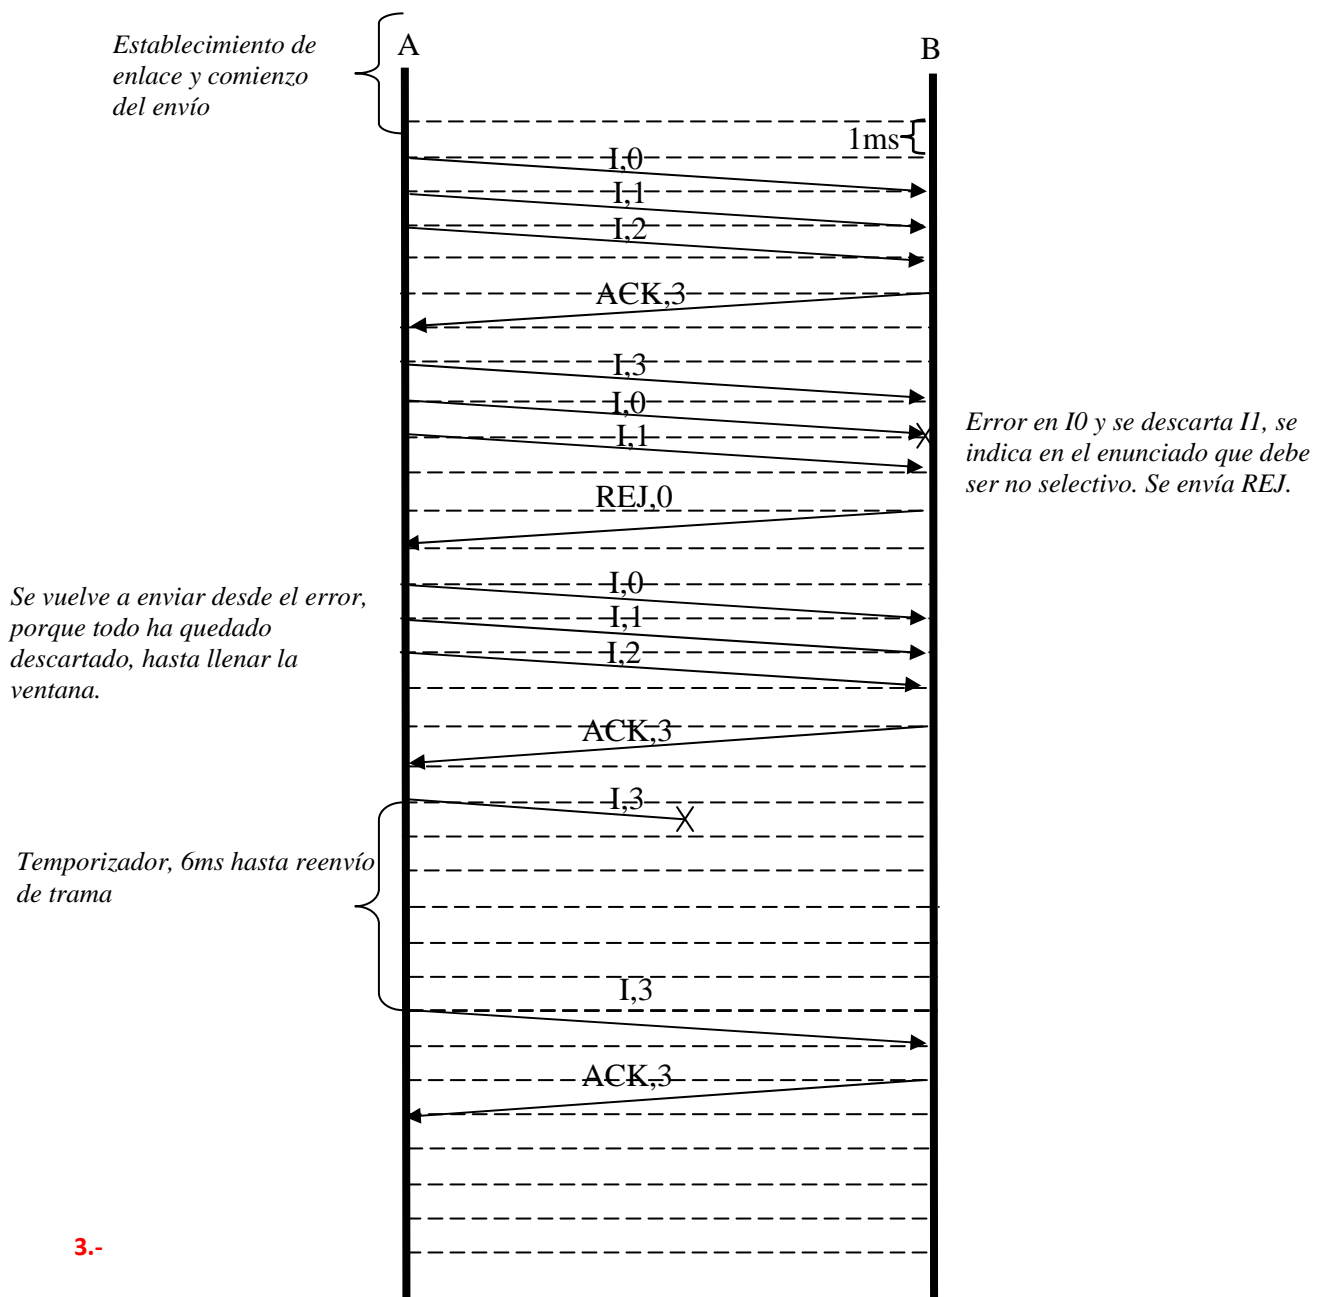 Establecimiento de
enlace y comienzo
del envío
A
B
1ms
I,0
I,1
I,2
ACK,3
I,3
I,0
I,1
Error en I0 y se descarta I1, se
indica en el enunciado que debe
ser no selectivo. Se envía REJ.
REJ,0
I,0
Se vuelve a enviar desde el error,
porque todo ha quedado
descartado, hasta llenar la
ventana.
I,1
I,2
ACK,3
I,3
Temporizador, 6ms hasta reenvío
de trama
I,3
ACK,3
3.-